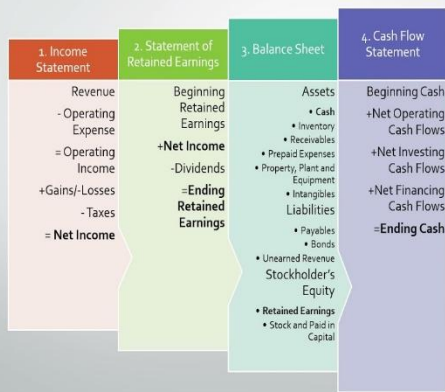 1. Income
Statement
Revenue
- Operating
Expense
= Operating
Income
+Gains/-Losses
- Taxes
= Net Income
2. Statement of
Retained Earnings
Beginning
Retained
Earnings
+Net Income
-Dividends
=Ending
Retained
Earnings
3. Balance Sheet
Assets
• Cash
• Inventory
• Receivables
• Prepaid Expenses
• Property, Plant and
Equipment
• Intangibles
Liabilities
• Payables
• Bonds
• Unearned Revenue
Stockholder's
Equity
• Retained Earnings
• Stock and Paid in
Capital
4. Cash Flow
Statement
Beginning Cash
+Net Operating
Cash Flows
+Net Investing
Cash Flows
+Net Financing
Cash Flows
=Ending Cash